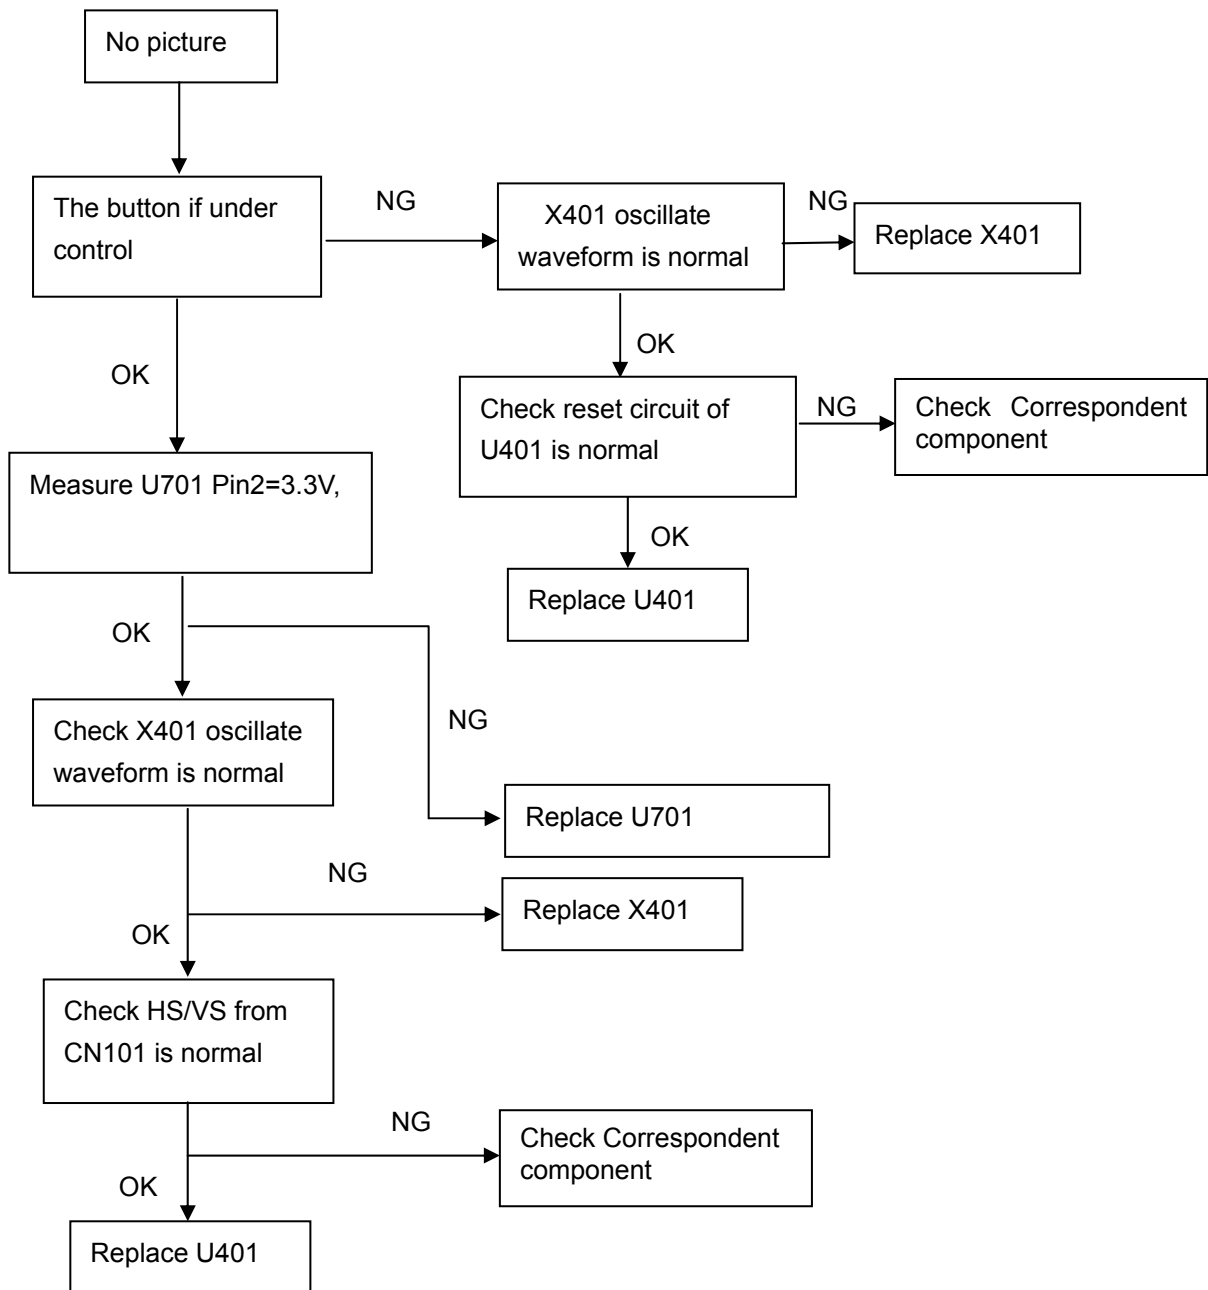 No picture
The button if under
control
NG
X401 oscillate
waveform is normal
NG
Replace X401
OK
OK
Check reset circuit of
U401 is normal
NG
Check Correspondent
component
Measure U701 Pin2=3.3V,
OK
Replace U401
OK
Check X401 oscillate
waveform is normal
NG
Replace U701
NG
Replace X401
OK
Check HS/VS from
CN101 is normal
NG
Check Correspondent
component
OK
Replace U401